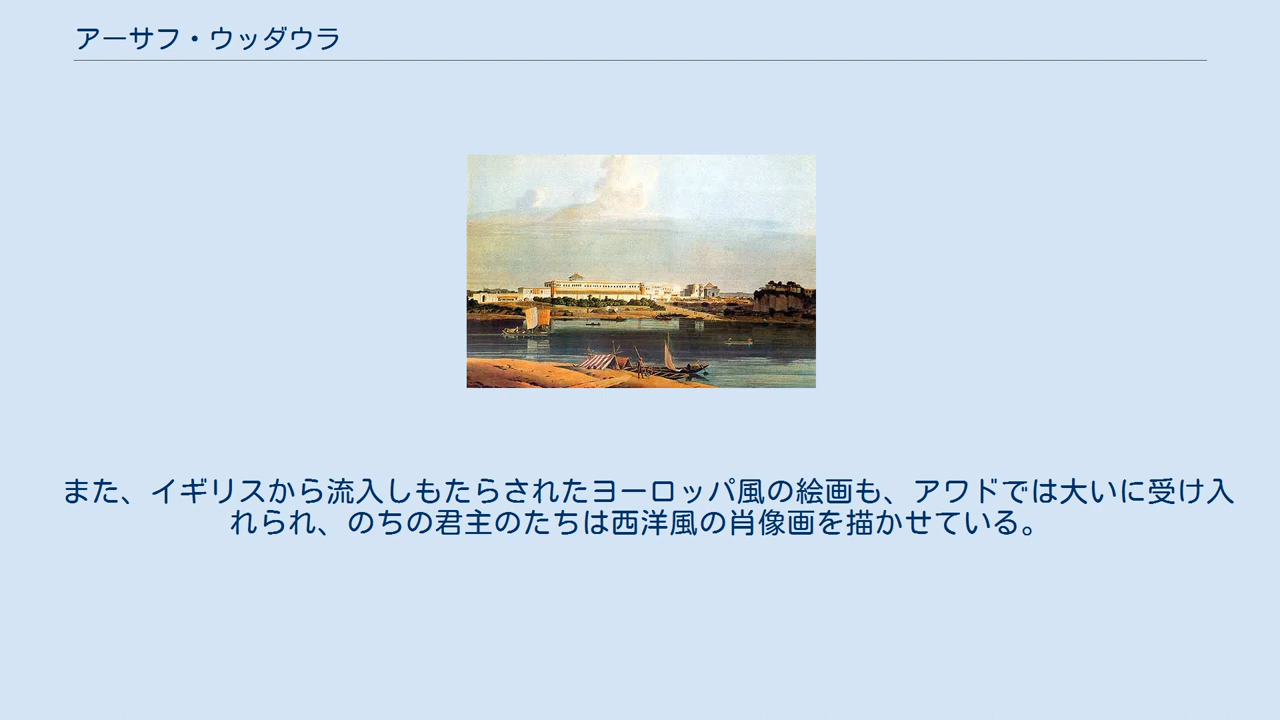 アーサフ・ウッダウラ
また、イギリスから流入しもたらされたヨーロッパ風の絵画も、アワドでは大いに受け入
れられ、のちの君主のたちは西洋風の肖像画を描かせている。